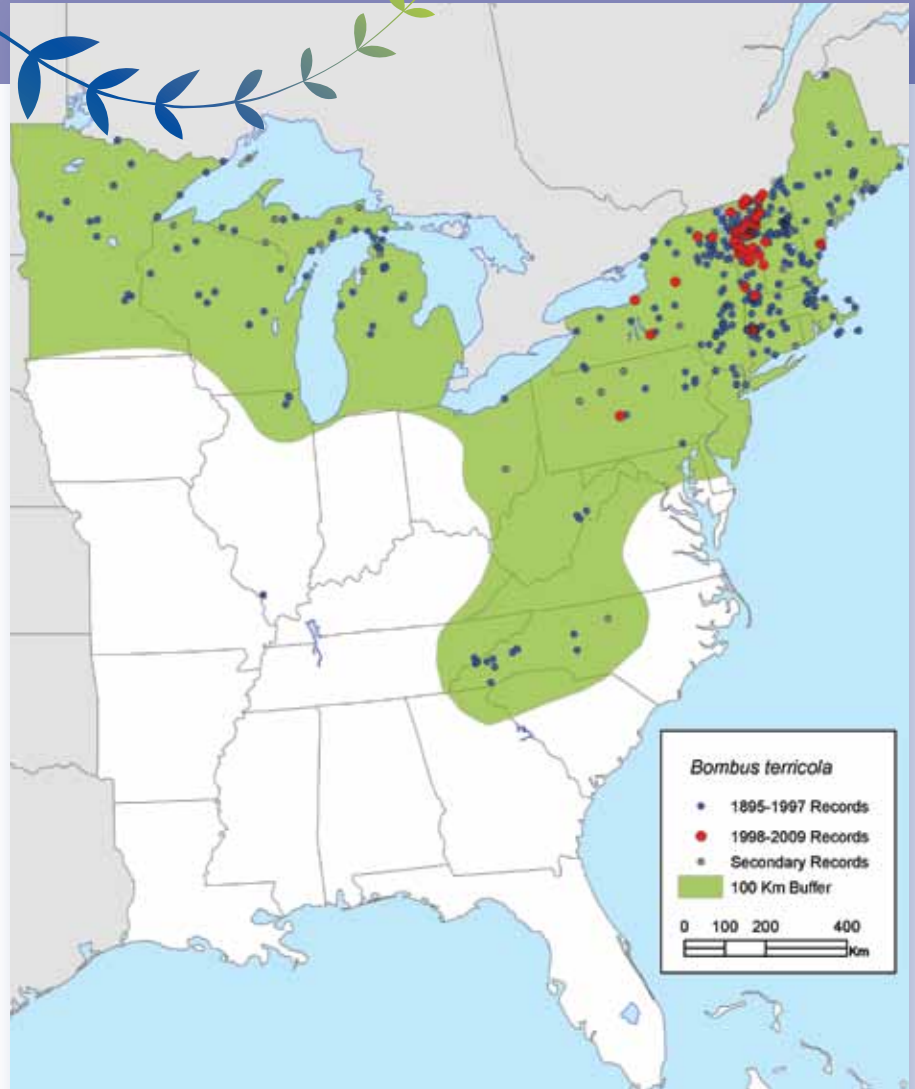 Bombus terricola
1895-1997 Records
1998-2009 Records
Secondary Records
100 Km Buffer
0 100 200 400
Km